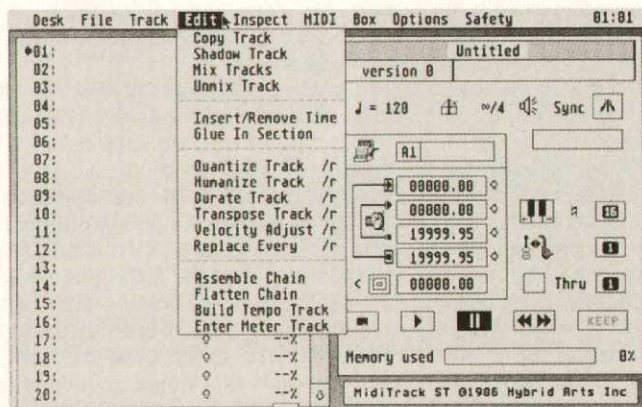 Desk File Track Edit Inspect MIDI Box Options Safety 01:01
01:
02:
03:
04:
05:
06:
07:
08:
09:
10:
11:
12:
13:
14:
15:
16:
17: --%
18: --%
19: --%
20: --%
Copy Track
Shadow Track
Mix Tracks
Unmix Track
Insert/Remove Time
Glue In Section
Quantize Track /r
Humanize Track /r
Durate Track /r
Transpose Track /r
Velocity Adjust /r
Replace Every /r
Assemble Chain
Flatten Chain
Build Tempo Track
Enter Meter Track
Untitled
version 0
♩ = 120 ∞/4 Sync
A1
00000.00
00000.00
19999.95 16
19999.95 1
< 00000.00 Thru 1
KEEP
Memory used 0%
MidiTrack ST ©1986 Hybrid Arts Inc